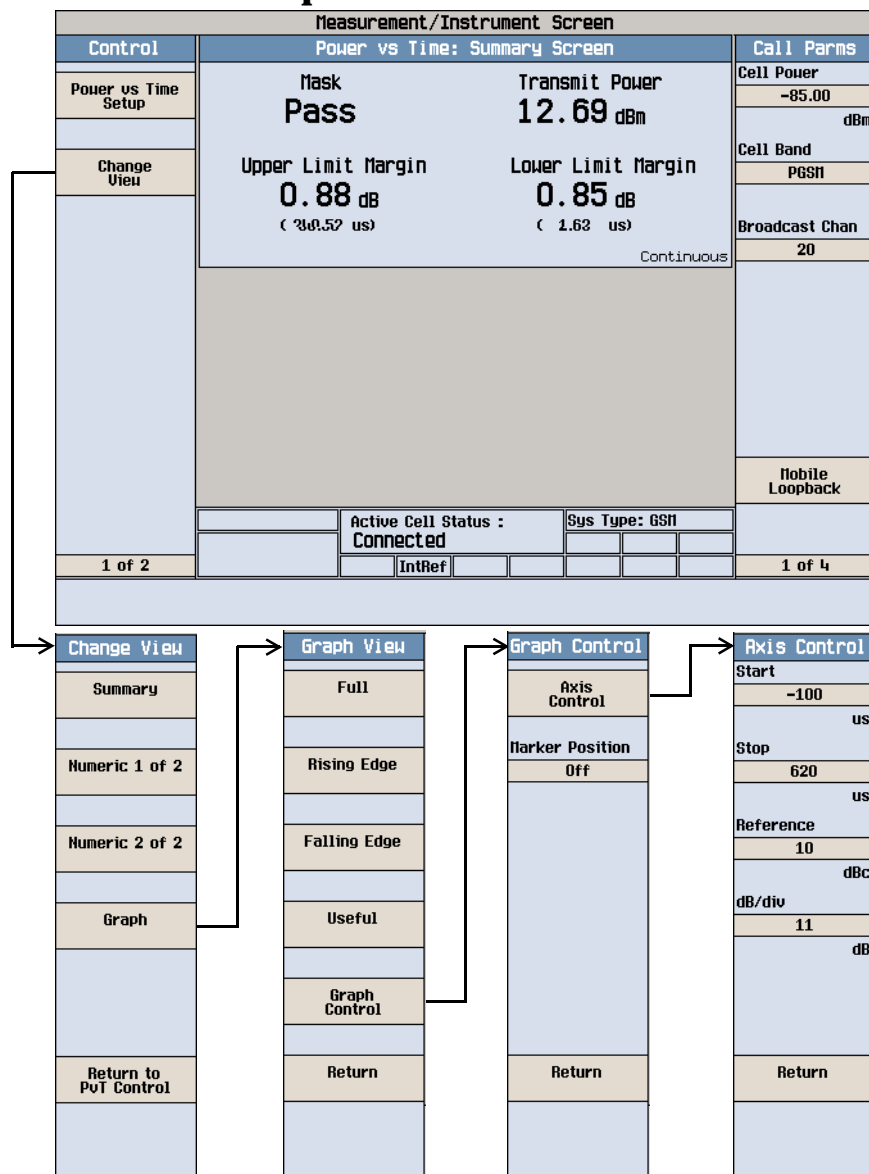 Measurement/Instrument Screen
Control
Power vs Time: Summary Screen
Call Parms
Power vs Time
Setup
Change
View
1 of 2
Mask
Pass
Transmit Power
12.69 dBm
Upper Limit Margin
0.88 dB
us)
Lower Limit Margin
0.85 dB
( 1.63 us)
Continuous
Cell Power
-85.00
dBm
Cell Band
PGSM
Broadcast Chan
20
Mobile
Loopback
1 of 4
Active Cell Status :
Connected
Sys Type: GSM
IntRef
Change View
Summary
Numeric 1 of 2
Numeric 2 of 2
Graph
Return to
PvT Control
Graph View
Full
Rising Edge
Falling Edge
Useful
Graph
Control
Return
Graph Control
Axis
Control
Marker Position
Off
Return
Axis Control
Start
-100
us
Stop
620
us
Reference
10
dBc
dB/div
11
dB
Return